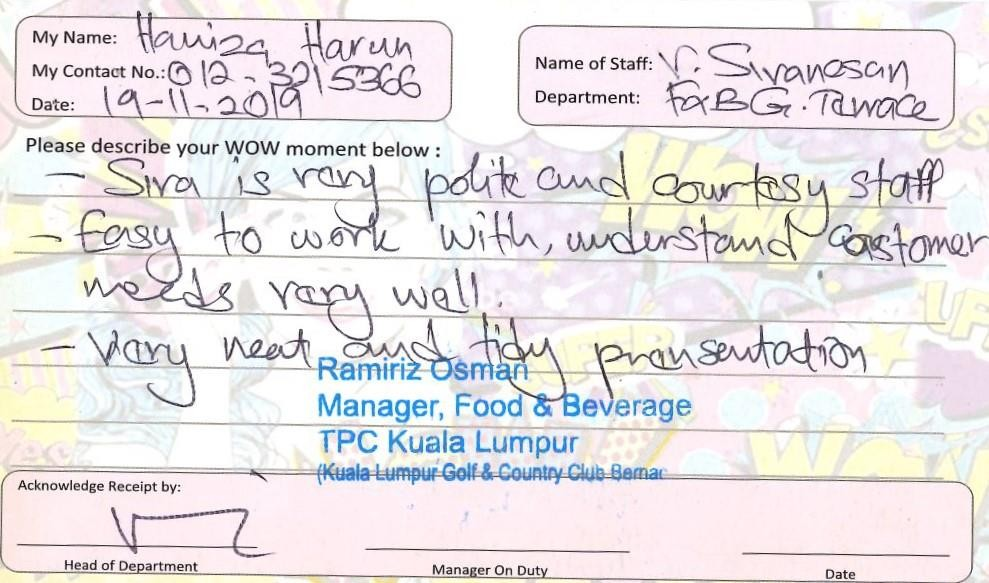 My Name: Haniza Harun
My Contact No.: 012-3215366
Date: 19-11-2019
Name of Staff: V. Sivanesan
Department: F&B G. Terrace
Please describe your WOW moment below :
- Siva is very polite and courtesy staff
- Easy to work with, understand customer
needs very well.
- Very neat and tidy pransentation
Ramiriz Osman
Manager, Food & Beverage
TPC Kuala Lumpur
(Kuala Lumpur Golf & Country Club Berhad
Acknowledge Receipt by:
Head of Department
Manager On Duty
Date